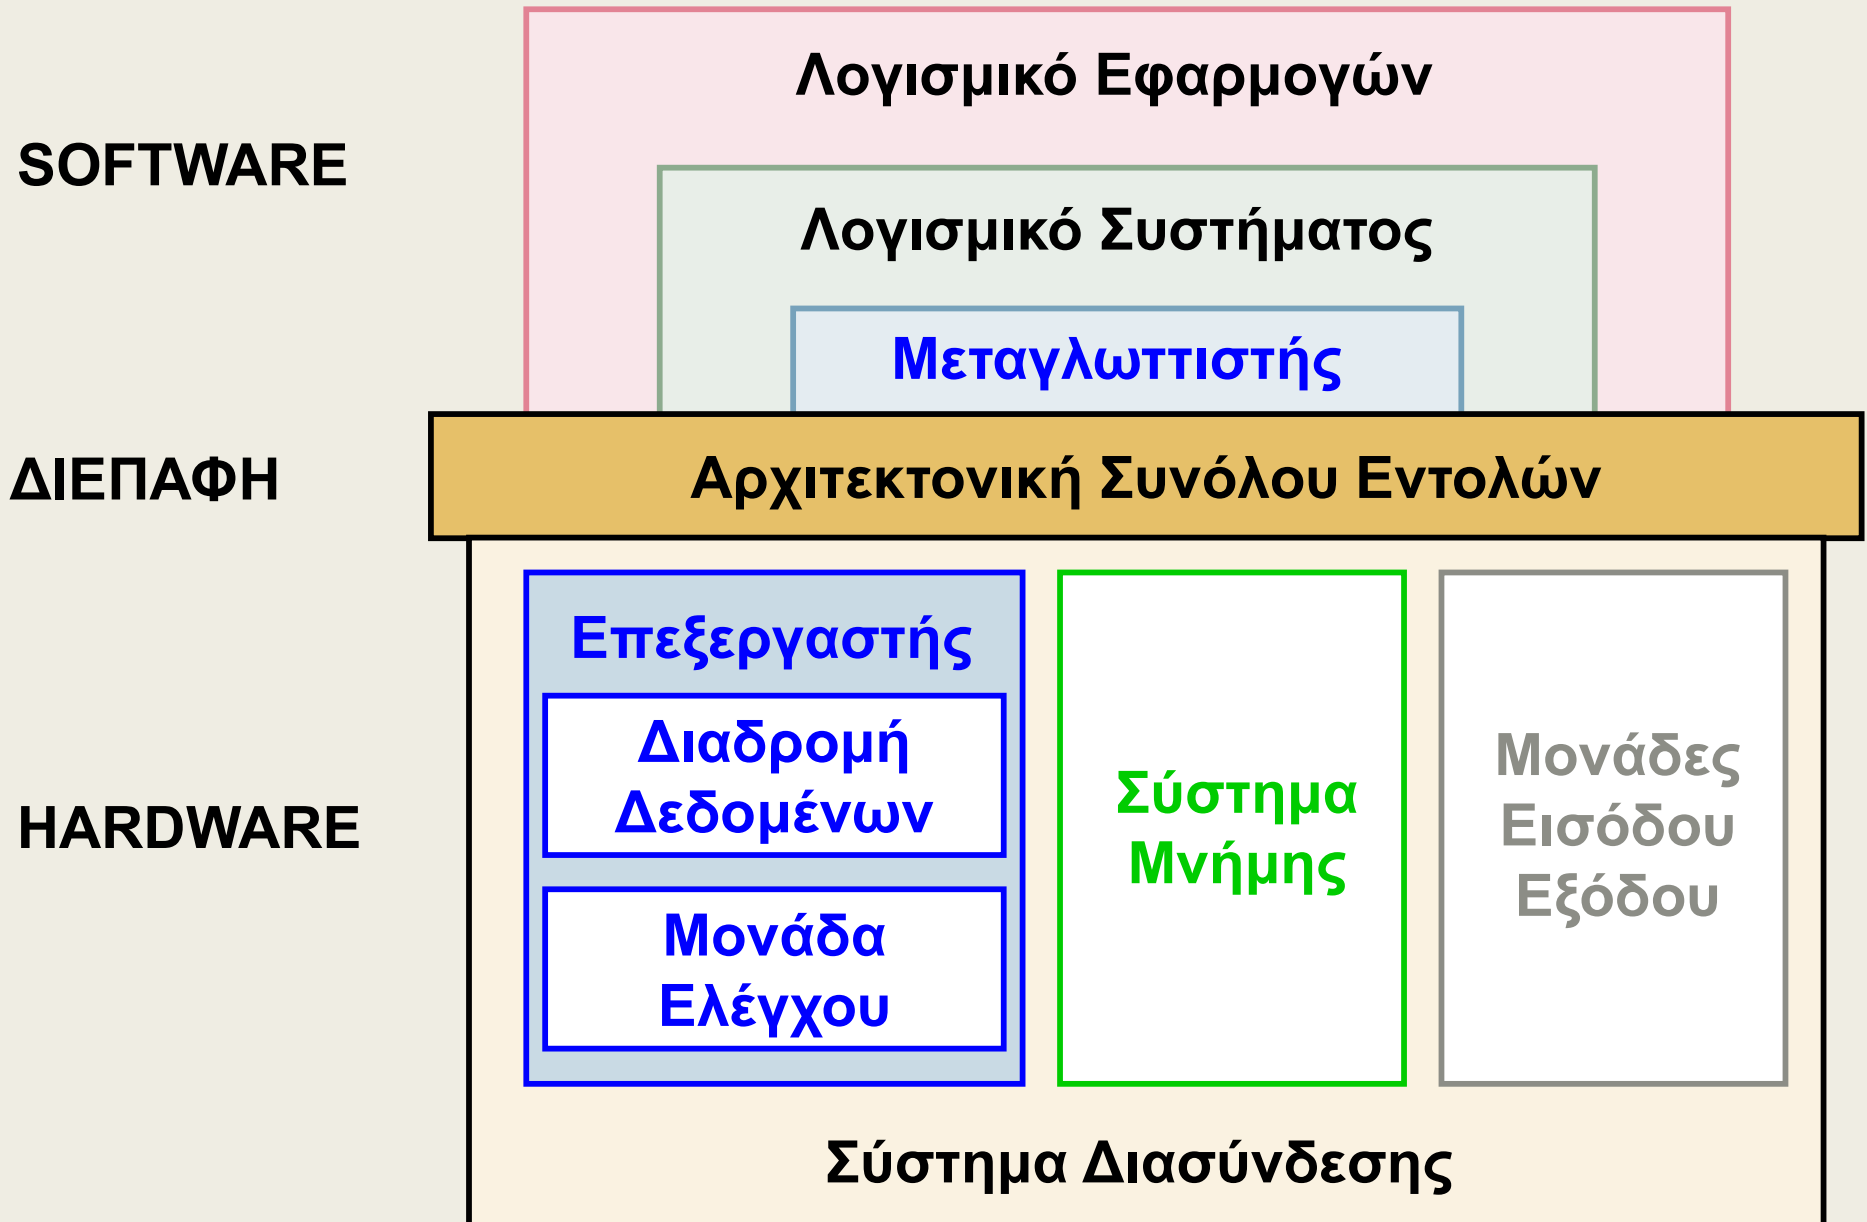 Λογισμικό Εφαρμογών
SOFTWARE
Λογισμικό Συστήματος
Μεταγλωττιστής
ΔΙΕΠΑΦΗ
Αρχιτεκτονική Συνόλου Εντολών
HARDWARE
Επεξεργαστής
Διαδρομή
Δεδομένων
Μονάδα
Ελέγχου
Σύστημα
Μνήμης
Μονάδες
Εισόδου
Εξόδου
Σύστημα Διασύνδεσης